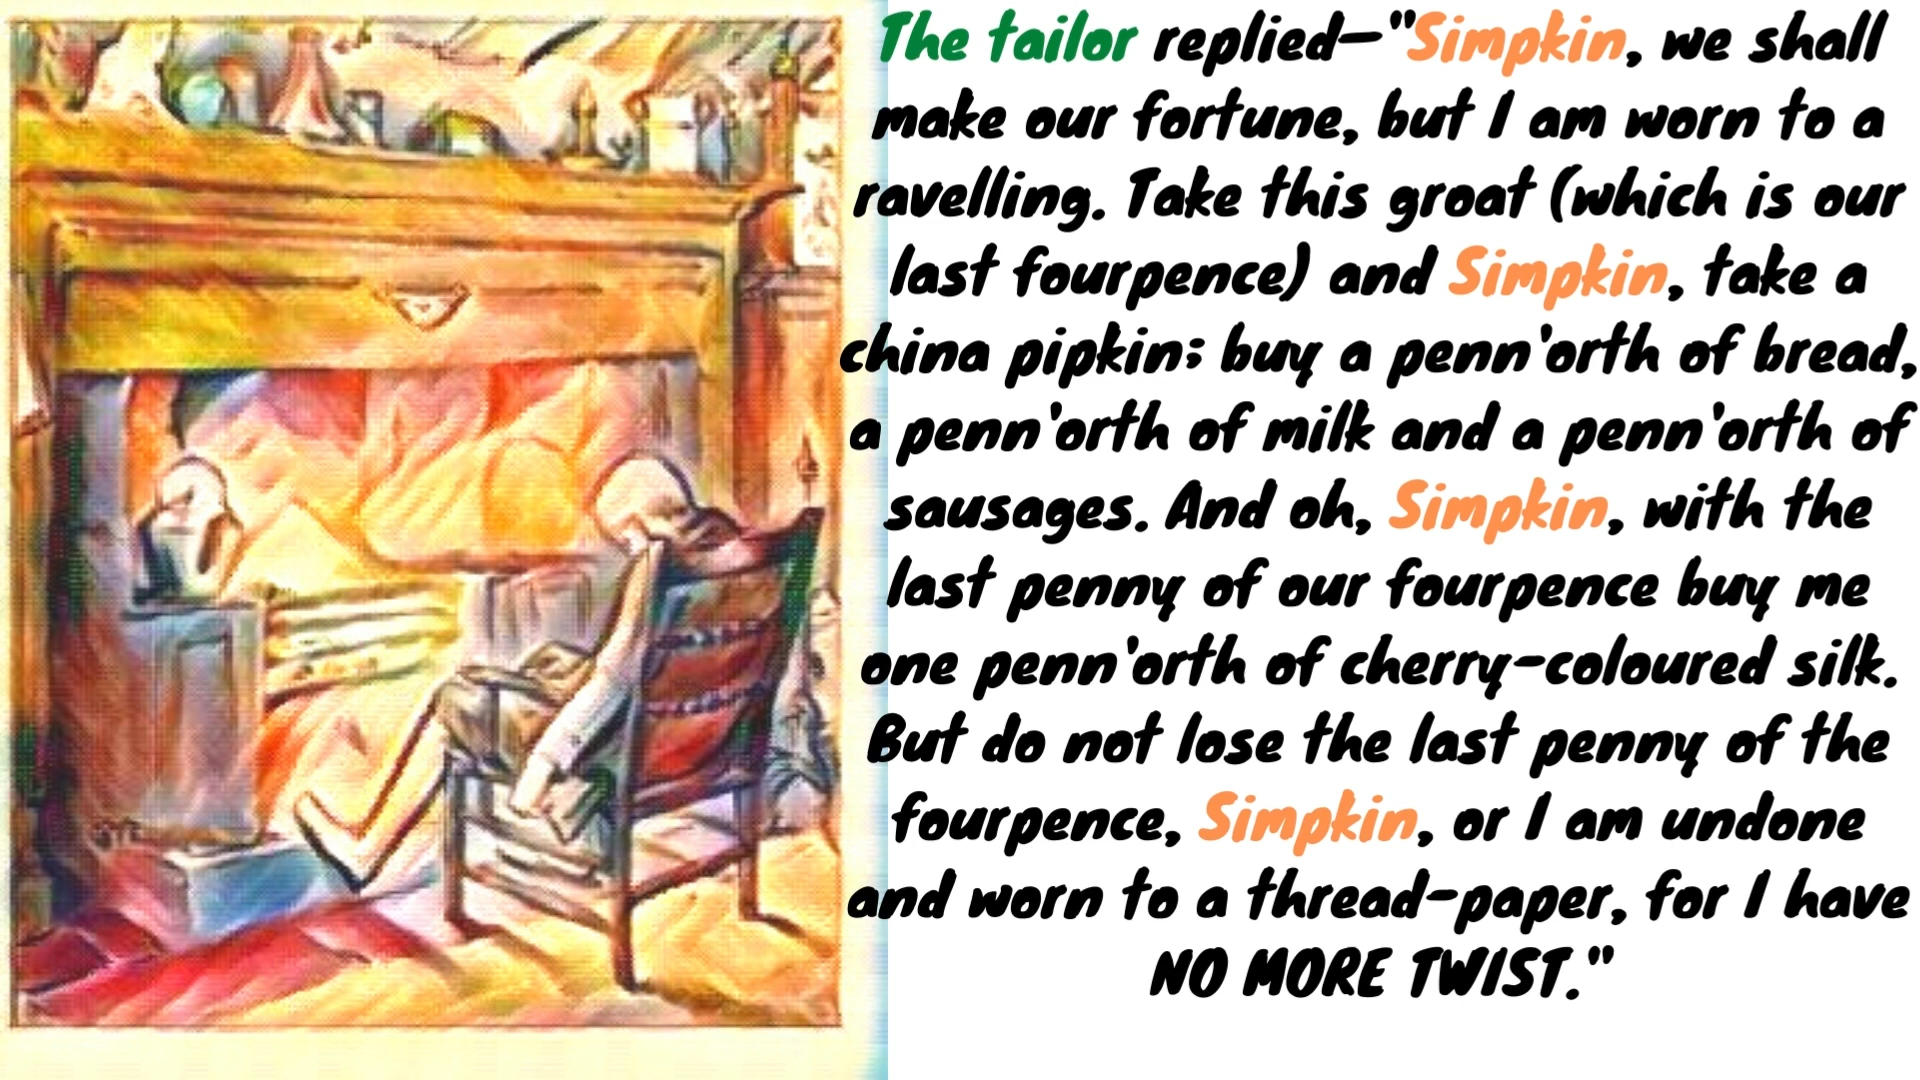 The tailor replied—"Simpkin, we shall
make our fortune, but I am worn to a
ravelling. Take this groat (which is our
last fourpence) and Simpkin, take a
china pipkin; buy a penn'orth of bread,
a penn'orth of milk and a penn'orth of
sausages. And oh, Simpkin, with the
last penny of our fourpence buy me
one penn'orth of cherry-coloured silk.
But do not lose the last penny of the
fourpence, Simpkin, or I am undone
and worn to a thread-paper, for I have
NO MORE TWIST."